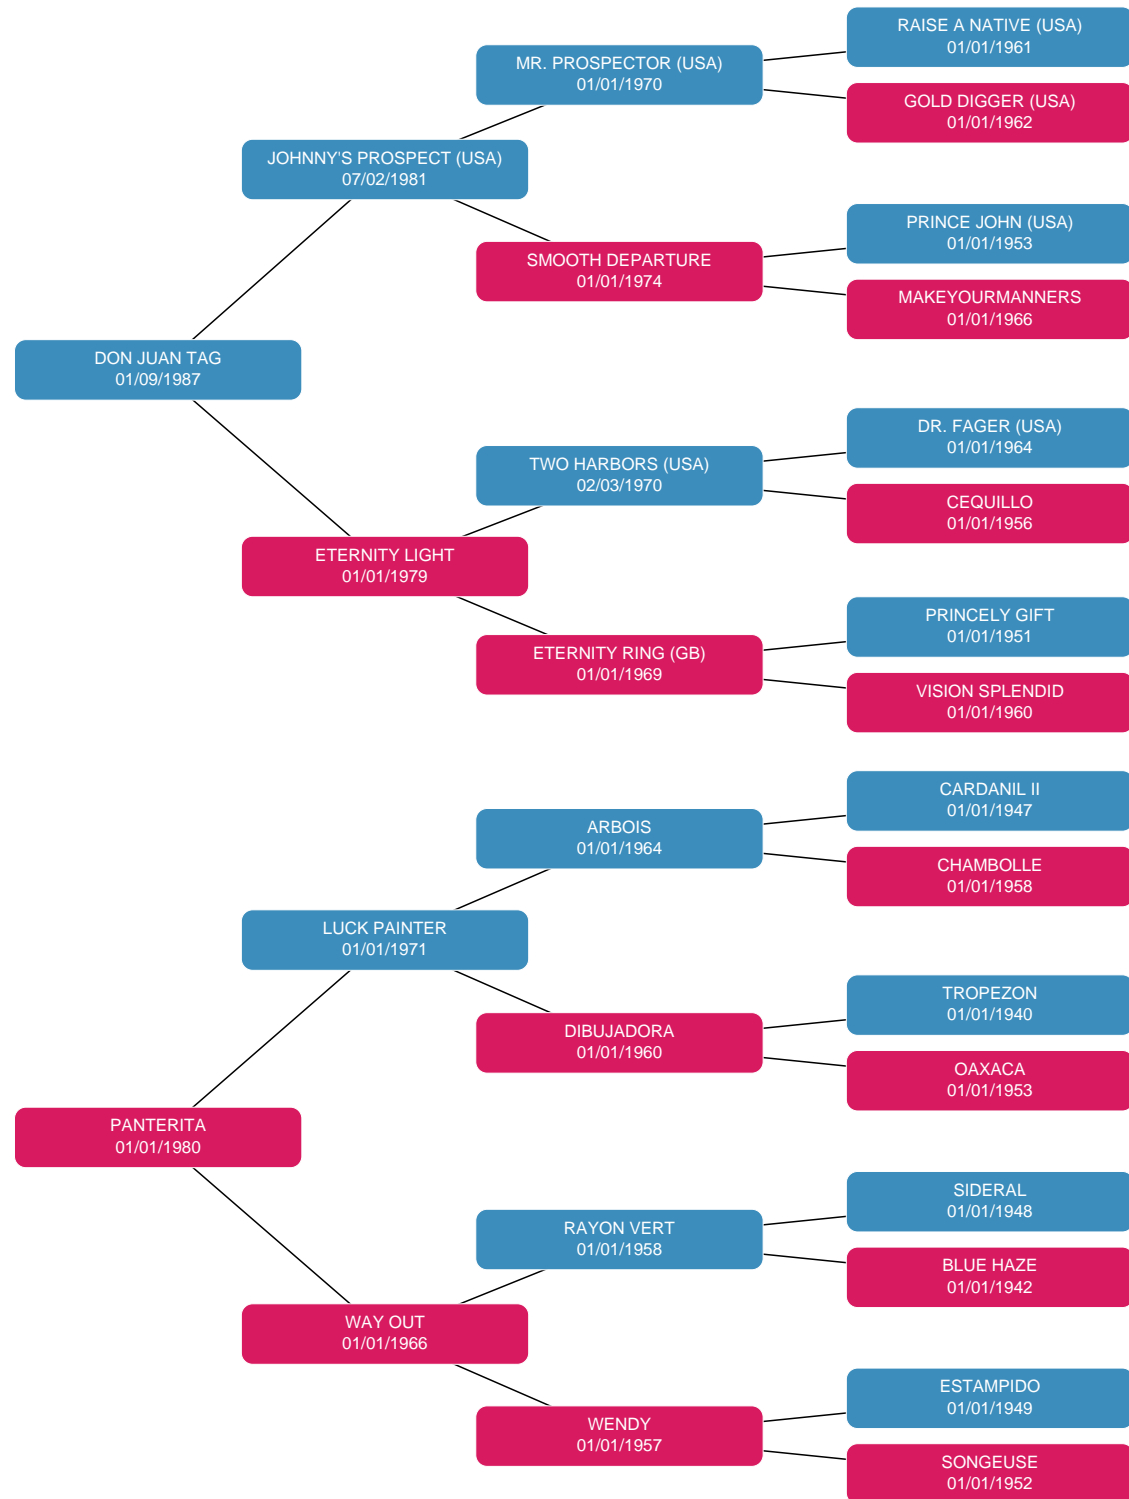 RAISE A NATIVE (USA)
01/01/1961
MR. PROSPECTOR (USA)
01/01/1970
GOLD DIGGER (USA)
01/01/1962
JOHNNY'S PROSPECT (USA)
07/02/1981
PRINCE JOHN (USA)
01/01/1953
SMOOTH DEPARTURE
01/01/1974
MAKEYOURMANNERS
01/01/1966
DON JUAN TAG
01/09/1987
DR. FAGER (USA)
01/01/1964
TWO HARBORS (USA)
02/03/1970
CEQUILLO
01/01/1956
ETERNITY LIGHT
01/01/1979
PRINCELY GIFT
01/01/1951
ETERNITY RING (GB)
01/01/1969
VISION SPLENDID
01/01/1960
CARDANIL II
01/01/1947
ARBOIS
01/01/1964
CHAMBOLLE
01/01/1958
LUCK PAINTER
01/01/1971
TROPEZON
01/01/1940
DIBUJADORA
01/01/1960
OAXACA
01/01/1953
PANTERITA
01/01/1980
SIDERAL
01/01/1948
RAYON VERT
01/01/1958
BLUE HAZE
01/01/1942
WAY OUT
01/01/1966
ESTAMPIDO
01/01/1949
WENDY
01/01/1957
SONGEUSE
01/01/1952